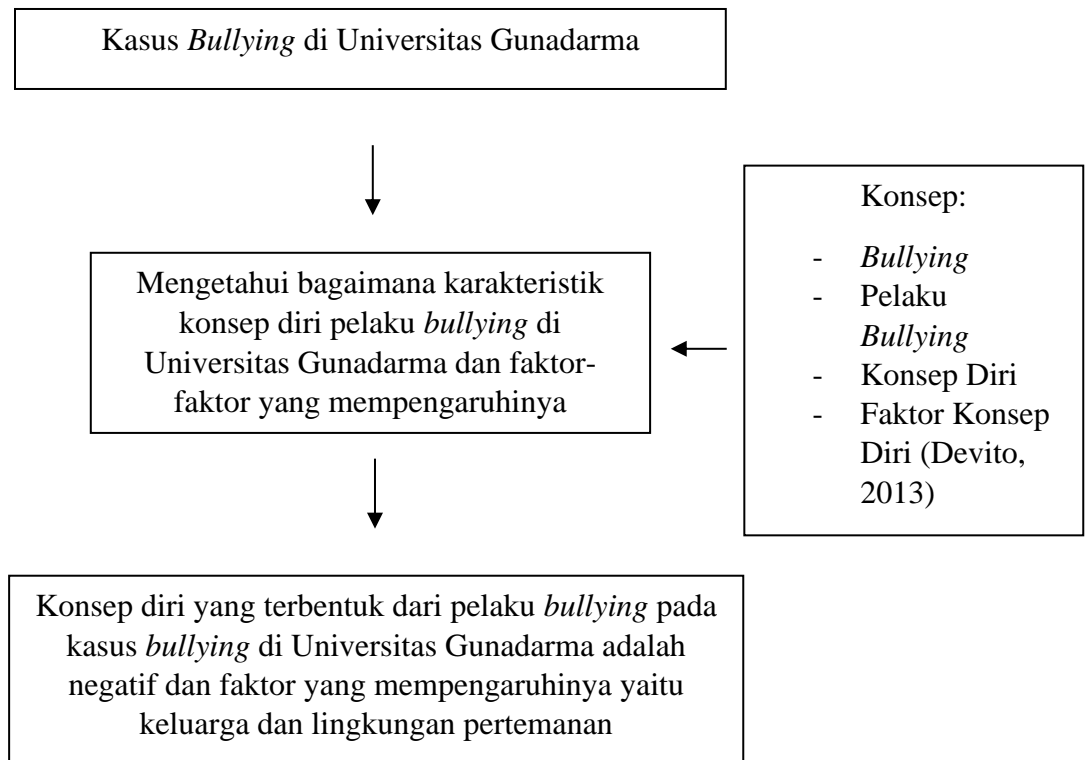 Kasus Bullying di Universitas Gunadarma
Mengetahui bagaimana karakteristik
konsep diri pelaku bullying di
Universitas Gunadarma dan faktor-
faktor yang mempengaruhinya
Konsep:
- Bullying
- Pelaku
Bullying
- Konsep Diri
- Faktor Konsep
Diri (Devito,
2013)
Konsep diri yang terbentuk dari pelaku bullying pada
kasus bullying di Universitas Gunadarma adalah
negatif dan faktor yang mempengaruhinya yaitu
keluarga dan lingkungan pertemanan